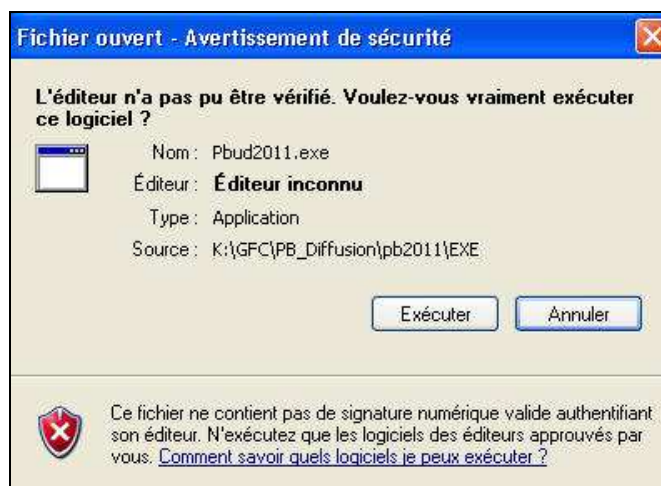 Fichier ouvert - Avertissement de sécurité
L'éditeur n'a pas pu être vérifié. Voulez-vous vraiment exécuter
ce logiciel ?
Nom : Pbud2011.exe
Éditeur : Éditeur inconnu
Type : Application
Source : K:\GFC\PB_Diffusion\pb2011\EXE
Exécuter Annuler
Ce fichier ne contient pas de signature numérique valide authentifiant
son éditeur. N'exécutez que les logiciels des éditeurs approuvés par
vous. Comment savoir quels logiciels je peux exécuter ?